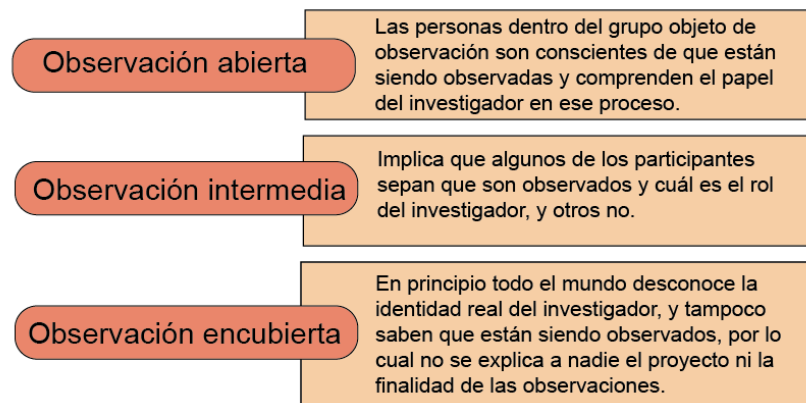 Observación abierta
Las personas dentro del grupo objeto de
observación son conscientes de que están
siendo observadas y comprenden el papel
del investigador en ese proceso.
Observación intermedia
Implica que algunos de los participantes
sepan que son observados y cuál es el rol
del investigador, y otros no.
Observación encubierta
En principio todo el mundo desconoce la
identidad real del investigador, y tampoco
saben que están siendo observados, por lo
cual no se explica a nadie el proyecto ni la
finalidad de las observaciones.